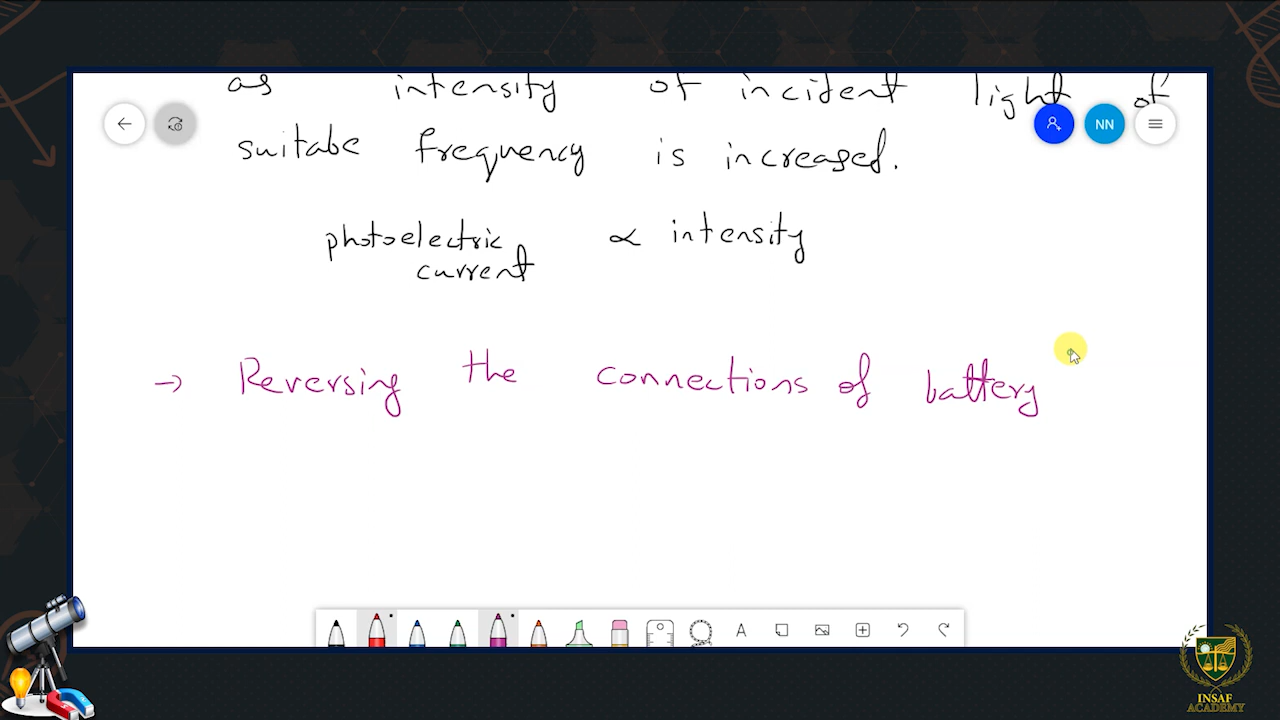 as intensity of incident light of
suitabe frequency is increased.
photoelectric ∝ intensity
current
→ Reversing the connections of battery
NN
A
INSAF
ACADEMY